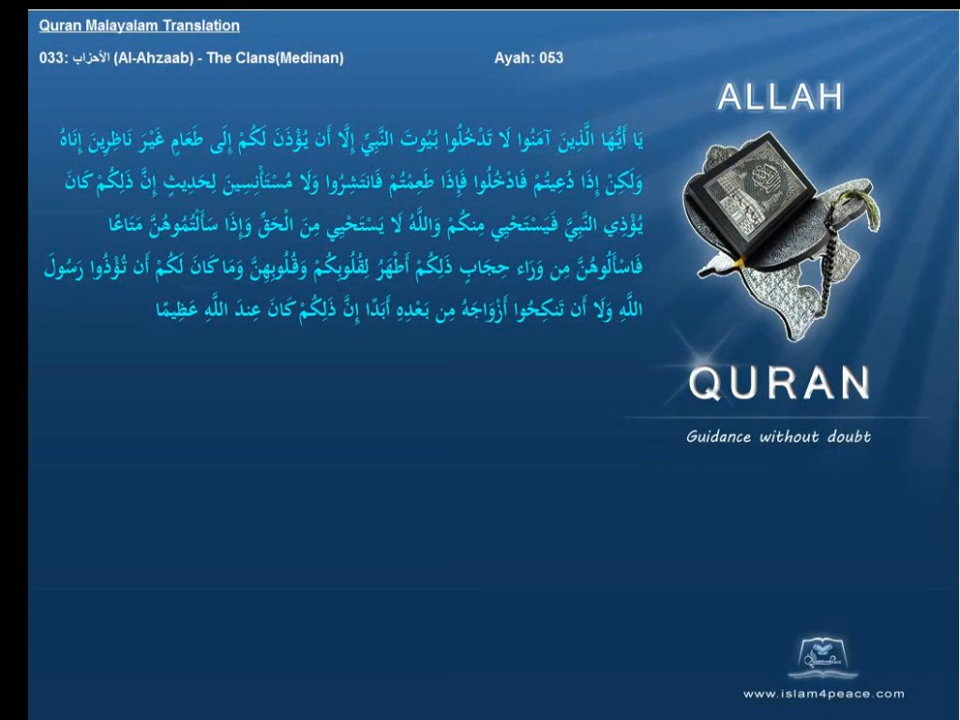 Quran Malayalam Translation
033: الأحزاب (Al-Ahzaab) - The Clans(Medinan) Ayah: 053
ALLAH
يَا أَيُّهَا الَّذِينَ آمَنُوا لَا تَدْخُلُوا بُيُوتَ النَّبِيِّ إِلَّا أَن يُؤْذَنَ لَكُمْ إِلَى طَعَامٍ غَيْرَ نَاظِرِينَ إِنَاهُ
وَلَكِنْ إِذَا دُعِيتُمْ فَادْخُلُوا فَإِذَا طَعِمْتُمْ فَانتَشِرُوا وَلَا مُسْتَأْنِسِينَ لِحَدِيثٍ إِنَّ ذَلِكُمْ كَانَ
يُؤْذِي النَّبِيَّ فَيَسْتَحْيِي مِنكُمْ وَاللَّهُ لَا يَسْتَحْيِي مِنَ الْحَقِّ وَإِذَا سَأَلْتُمُوهُنَّ مَتَاعًا
فَاسْأَلُوهُنَّ مِن وَرَاء حِجَابٍ ذَلِكُمْ أَطْهَرُ لِقُلُوبِكُمْ وَقُلُوبِهِنَّ وَمَا كَانَ لَكُمْ أَن تُؤْذُوا رَسُولَ
اللَّهِ وَلَا أَن تَنكِحُوا أَزْوَاجَهُ مِن بَعْدِهِ أَبَدًا إِنَّ ذَلِكُمْ كَانَ عِندَ اللَّهِ عَظِيمًا
QURAN
Guidance without doubt
www.islam4peace.com